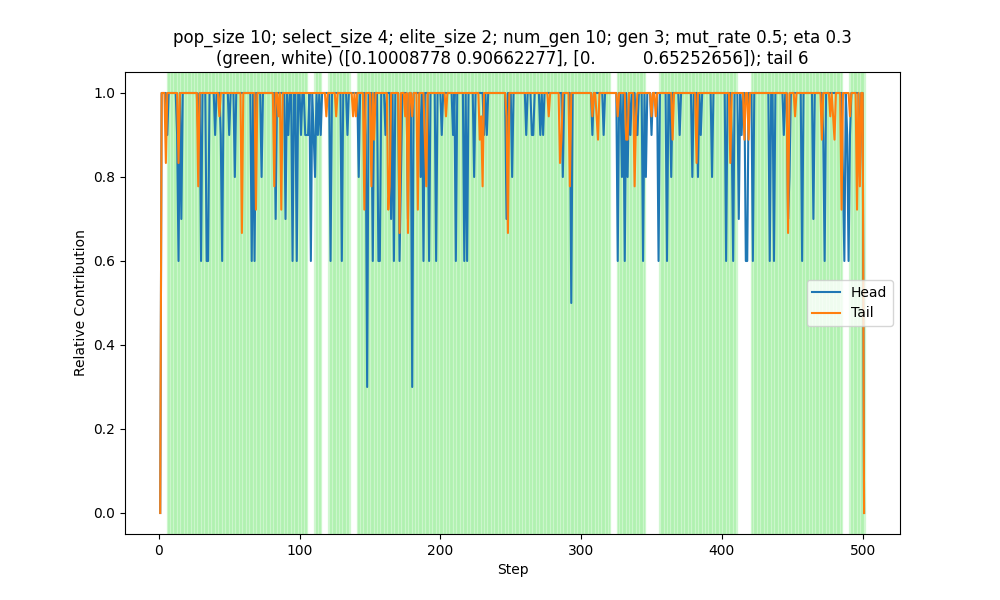 pop_size 10; select_size 4; elite_size 2; num_gen 10; gen 3; mut_rate 0.5; eta 0.3
(green, white) ([0.10008778 0.90662277], [0.         0.65252656]); tail 6
1.0
0.8
0.6
0.4
0.2
0.0
Relative Contribution
Head
Tail
0
100
200
300
400
500
Step